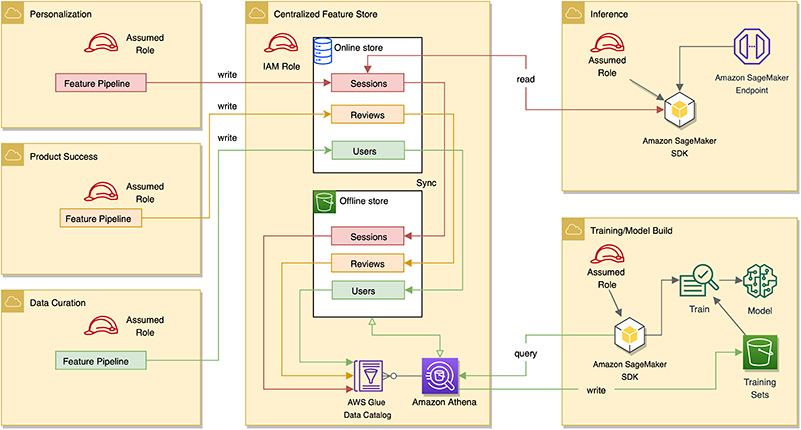 Personalization
Assumed
Role
Feature Pipeline
Product Success
Assumed
Role
Feature Pipeline
Data Curation
Assumed
Role
Feature Pipeline
write
write
write
Centralized Feature Store
IAM Role
Online store
Sessions
Reviews
Users
Sync
Offline store
Sessions
Reviews
Users
AWS Glue
Data Catalog
Amazon Athena
read
query
write
Inference
Assumed
Role
Amazon SageMaker
Endpoint
Amazon SageMaker
SDK
Training/Model Build
Assumed
Role
Train
Model
Amazon SageMaker
SDK
Training
Sets